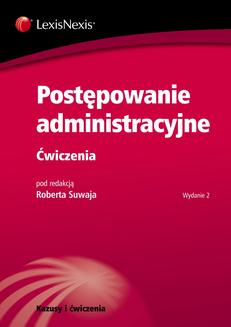 LexisNexis®
Postępowanie
administracyjne
Ćwiczenia
pod redakcją
Roberta Suwaja
Wydanie 2
Kazusy i ćwiczenia